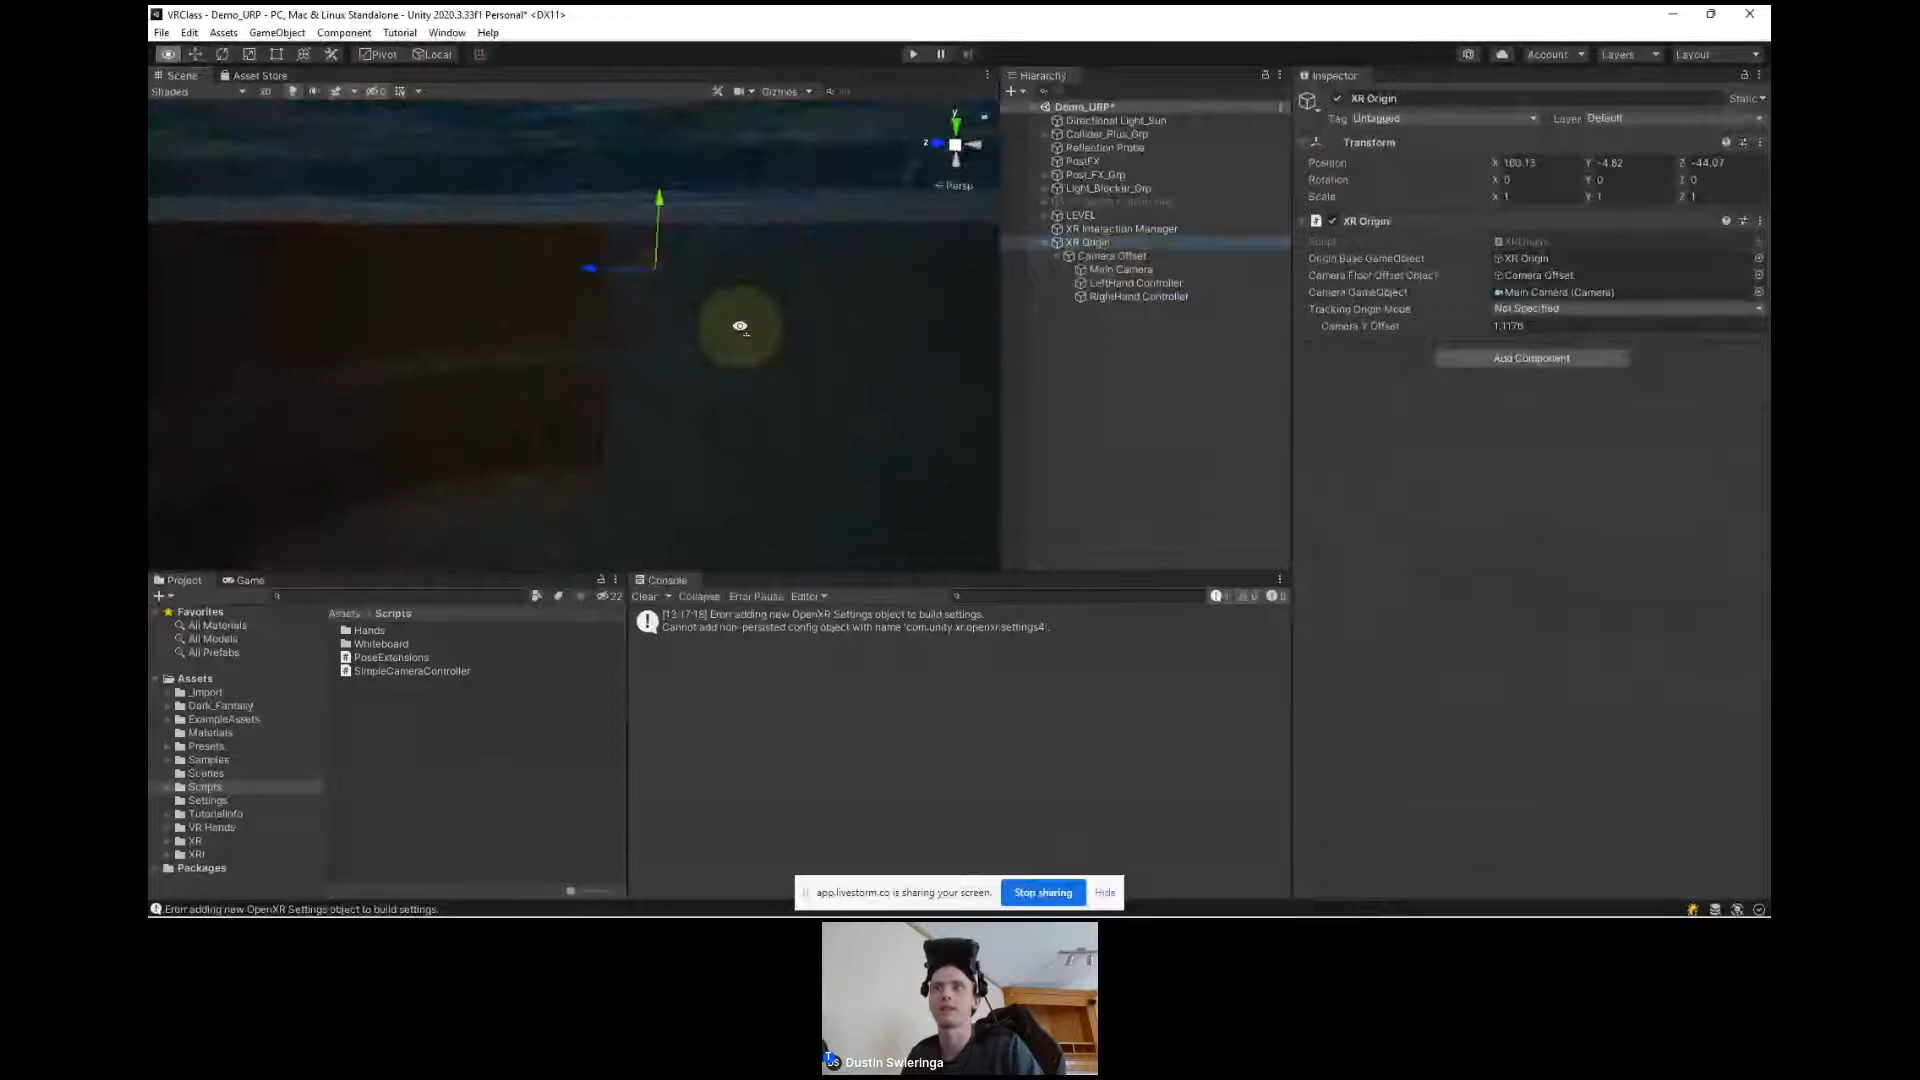 VRClass - Demo_URP - PC, Mac & Linux Standalone - Unity 2020.3.33f1 Personal* <DX11>
File Edit Assets GameObject Component Tutorial Window Help
Pivot Local
Account Layers Layout
Scene Asset Store
Shaded 2D Gizmos
y
z
Persp
Hierarchy
Demo_URP*
Directional Light_Sun
Collider_Plus_Grp
Reflection Probe
PostFX
Post_FX_Grp
Light_Blocker_Grp
LEVEL
XR Interaction Manager
XR Origin
Camera Offset
Main Camera
LeftHand Controller
RightHand Controller
Inspector
XR Origin Static
Tag Untagged Layer Default
Transform
Position X 160.13 Y -4.82 Z -44.07
Rotation X 0 Y 0 Z 0
Scale X 1 Y 1 Z 1
XR Origin
Script XROrigin
Origin Base GameObject XR Origin
Camera Floor Offset Object Camera Offset
Camera GameObject Main Camera (Camera)
Tracking Origin Mode Not Specified
Camera Y Offset 1.1176
Add Component
Project Game
22
Favorites
All Materials
All Models
All Prefabs
Assets
_Import
Dark_Fantasy
ExampleAssets
Materials
Presets
Samples
Scenes
Scripts
Settings
TutorialInfo
VR Hands
XR
XRI
Packages
Assets Scripts
Hands
Whiteboard
PoseExtensions
SimpleCameraController
Console
Clear Collapse Error Pause Editor
[13:17:18] Error adding new OpenXR Settings object to build settings.
Cannot add non-persisted config object with name 'com.unity.xr.openxr.settings4'.
app.livestorm.co is sharing your screen. Stop sharing Hide
Error adding new OpenXR Settings object to build settings.
Dustin Swieringa